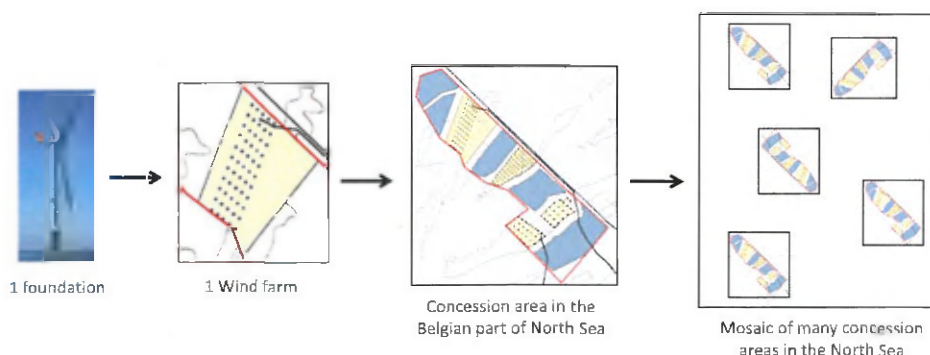 1 foundation
1 Wind farm
Concession area in the
Belgian part of North Sea
Mosaic of many concession
areas in the North Sea